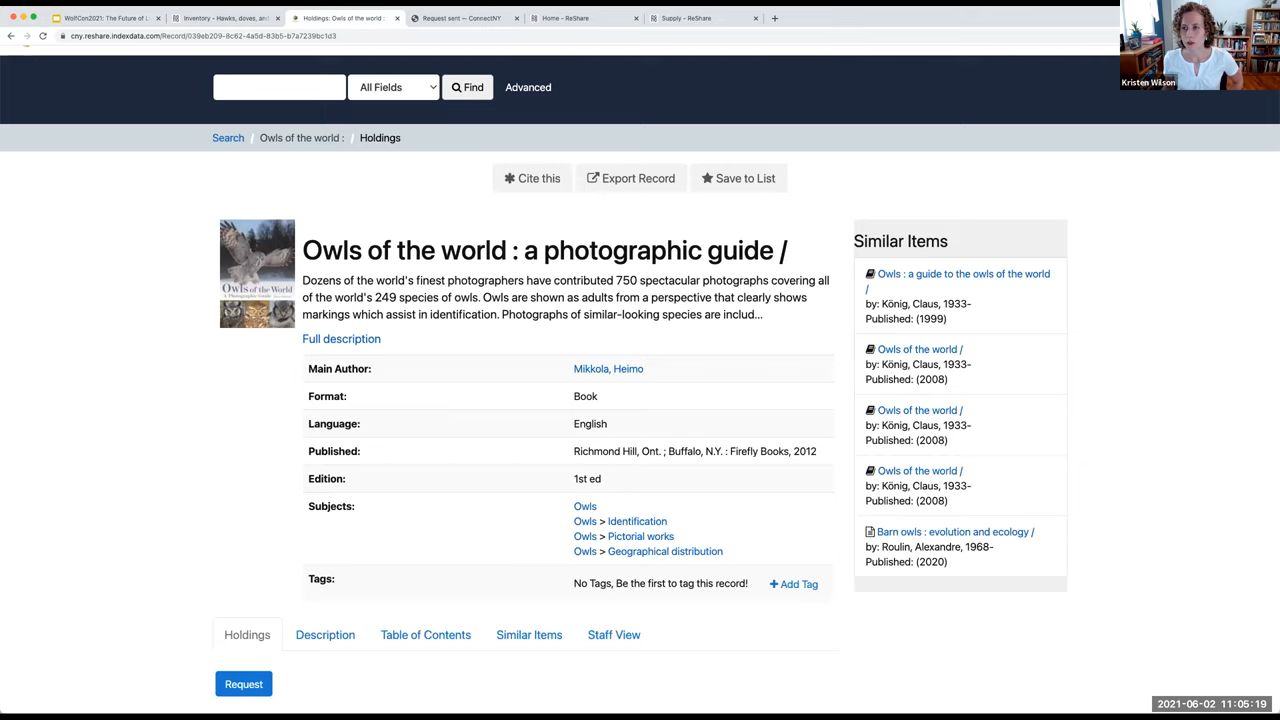 WolfCon2021: The Future of L
Inventory - Hawks, doves, an
Holdings: Owls of the world :
Request sent — ConnectNY
Home - ReShare
Supply - ReShare
cny.reshare.indexdata.com/Record/039eb209-8c62-4a5d-83b5-b7a7239bc1d3
Kristen Wilson
All Fields
Find
Advanced
Search / Owls of the world : / Holdings
Cite this
Export Record
Save to List
Owls of the World
Owls of the world : a photographic guide /
Dozens of the world's finest photographers have contributed 750 spectacular photographs covering all
of the world's 249 species of owls. Owls are shown as adults from a perspective that clearly shows
markings which assist in identification. Photographs of similar-looking species are includ...
Full description
Main Author: Mikkola, Heimo
Format: Book
Language: English
Published: Richmond Hill, Ont. ; Buffalo, N.Y. : Firefly Books, 2012
Edition: 1st ed
Subjects: Owls
Owls > Identification
Owls > Pictorial works
Owls > Geographical distribution
Tags: No Tags, Be the first to tag this record! Add Tag
Similar Items
Owls : a guide to the owls of the world
/
by: König, Claus, 1933-
Published: (1999)
Owls of the world /
by: König, Claus, 1933-
Published: (2008)
Owls of the world /
by: König, Claus, 1933-
Published: (2008)
Owls of the world /
by: König, Claus, 1933-
Published: (2008)
Barn owls : evolution and ecology /
by: Roulin, Alexandre, 1968-
Published: (2020)
Holdings
Description
Table of Contents
Similar Items
Staff View
Request
2021-06-02 11:05:19